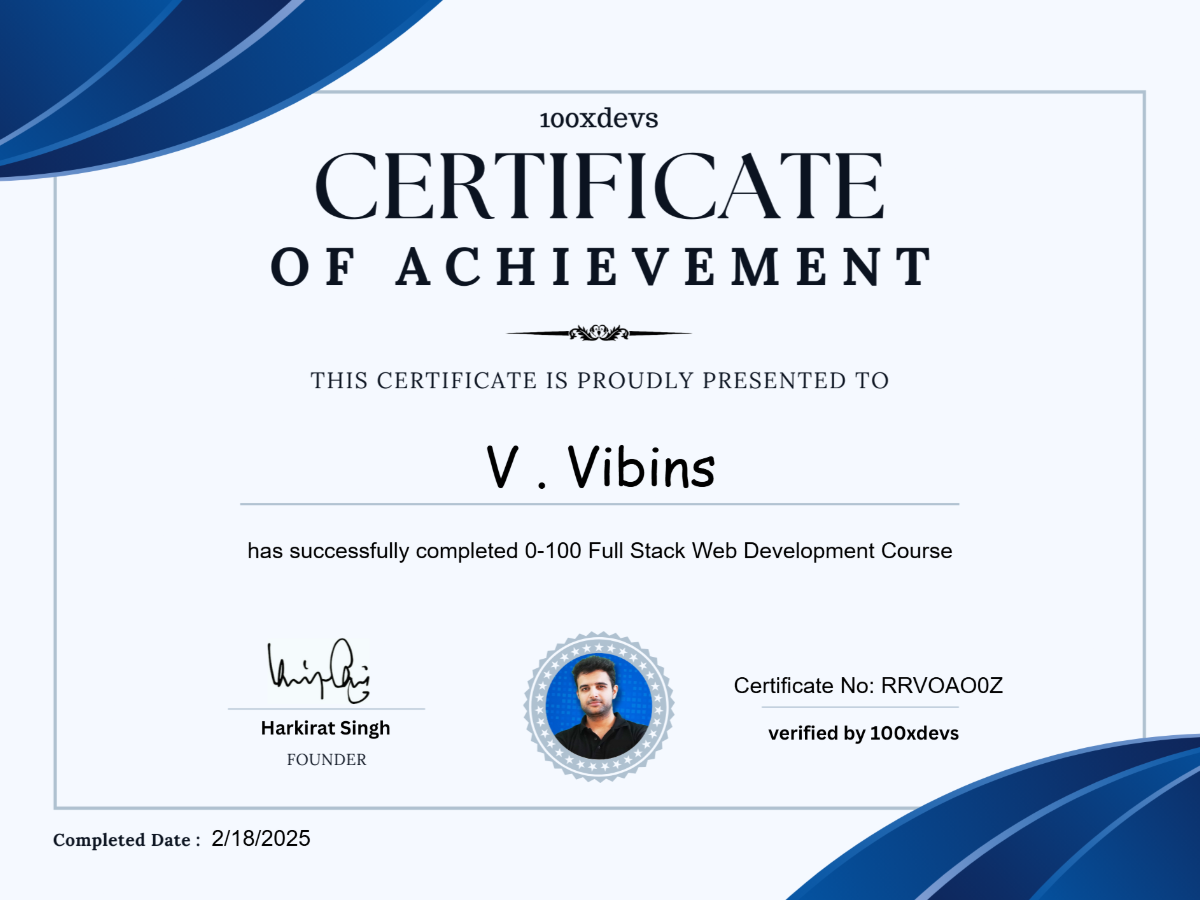 100xdevs
CERTIFICATE
OF ACHIEVEMENT
THIS CERTIFICATE IS PROUDLY PRESENTED TO
V . Vibins
has successfully completed 0-100 Full Stack Web Development Course
Harkirat Singh
FOUNDER
Certificate No: RRVOAO0Z
verified by 100xdevs
Completed Date : 2/18/2025